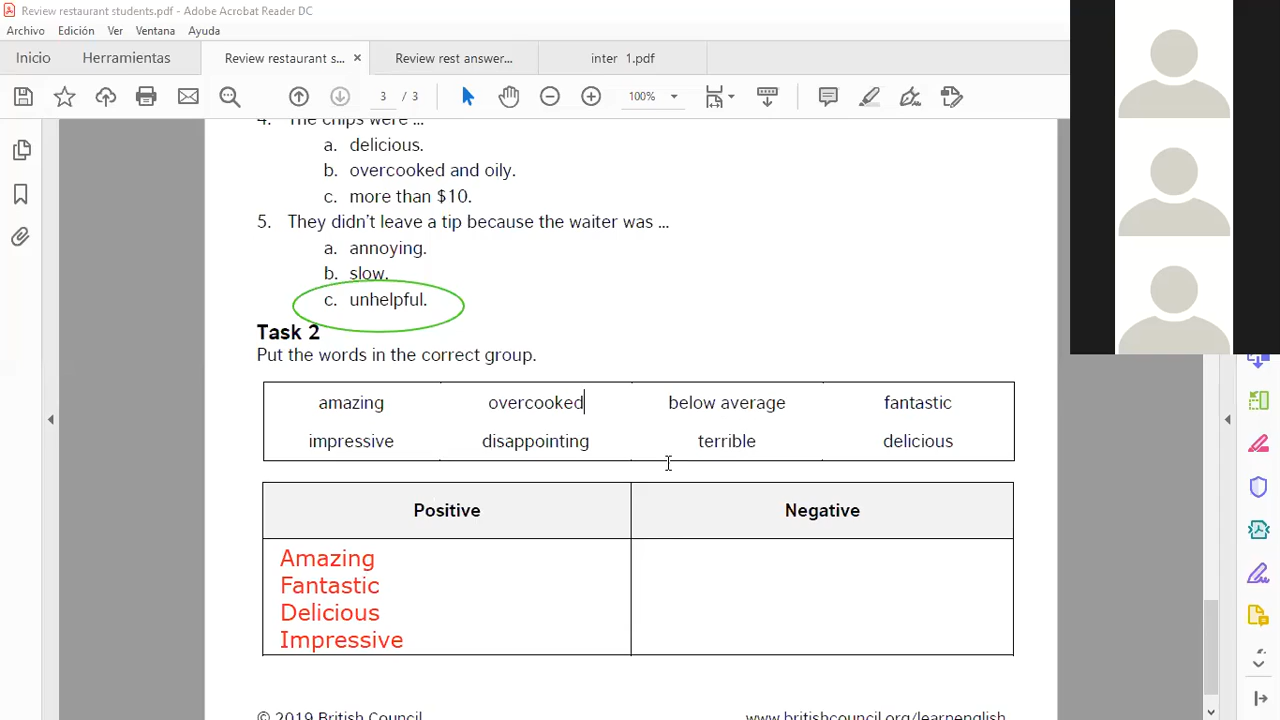 Review restaurant students.pdf - Adobe Acrobat Reader DC
Archivo Edición Ver Ventana Ayuda
Inicio Herramientas Review restaurant s... × Review rest answer... inter 1.pdf
3 / 3 100%
4. The chips were ...
a. delicious.
b. overcooked and oily.
c. more than $10.
5. They didn't leave a tip because the waiter was ...
a. annoying.
b. slow.
c. unhelpful.
Task 2
Put the words in the correct group.
amazing overcooked below average fantastic
impressive disappointing terrible delicious
Positive Negative
Amazing
Fantastic
Delicious
Impressive
© 2019 British Council www.britishcouncil.org/learnenglish